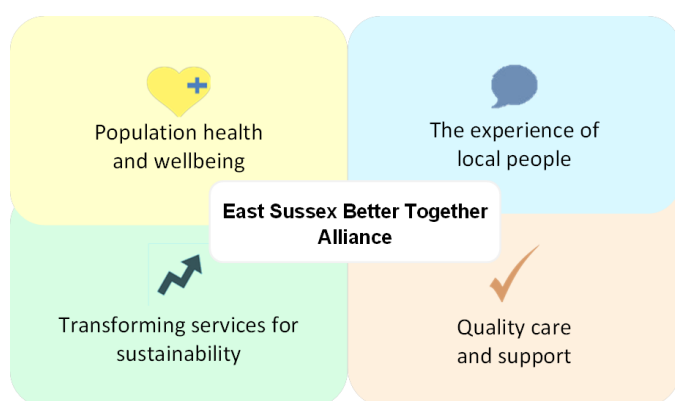 Population health
and wellbeing
The experience of
local people
East Sussex Better Together
Alliance
Transforming services for
sustainability
Quality care
and support